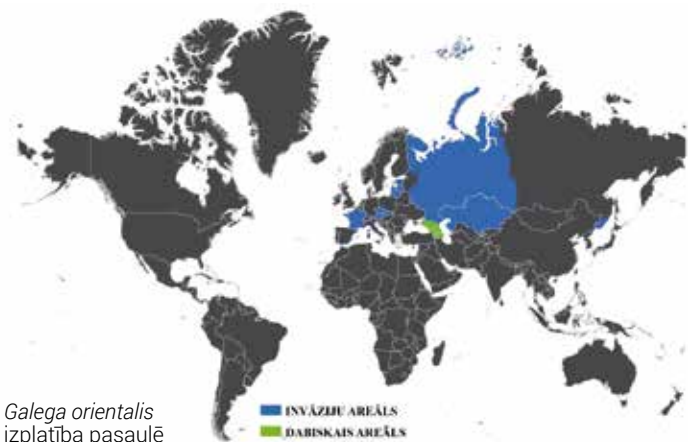 Galega orientalis
izplatība pasaulē
INVĀZIJU AREĀLS
DABISKAIS AREĀLS